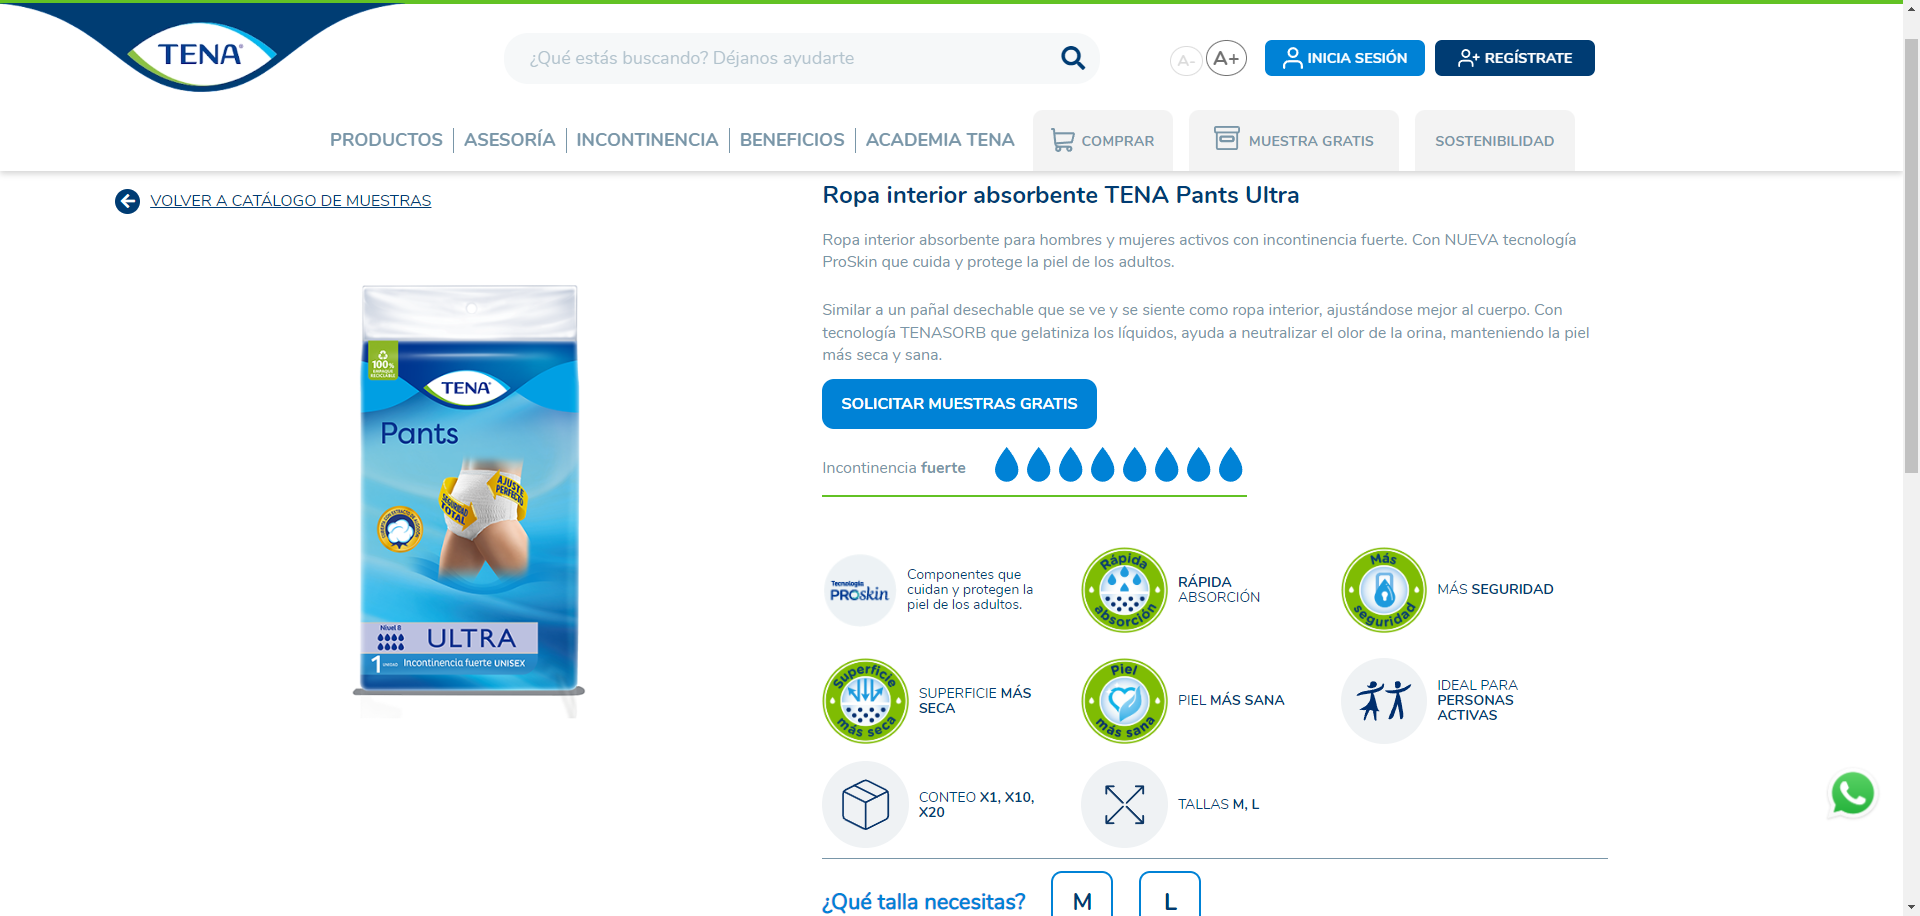 TENA
¿Qué estás buscando? Déjanos ayudarte
A- A+
INICIA SESIÓN
REGÍSTRATE
PRODUCTOS
ASESORÍA
INCONTINENCIA
BENEFICIOS
ACADEMIA TENA
COMPRAR
MUESTRA GRATIS
SOSTENIBILIDAD
VOLVER A CATÁLOGO DE MUESTRAS
100%
TENA
Pants
AJUSTE
PERFECTO
SEGURIDAD
TOTAL
Nivel 8
ULTRA
1 UNIDAD Incontinencia fuerte UNISEX
Ropa interior absorbente TENA Pants Ultra
Ropa interior absorbente para hombres y mujeres activos con incontinencia fuerte. Con NUEVA tecnología
ProSkin que cuida y protege la piel de los adultos.
Similar a un pañal desechable que se ve y se siente como ropa interior, ajustándose mejor al cuerpo. Con
tecnología TENASORB que gelatiniza los líquidos, ayuda a neutralizar el olor de la orina, manteniendo la piel
más seca y sana.
SOLICITAR MUESTRAS GRATIS
Incontinencia fuerte
Tecnología
PROskin
Componentes que
cuidan y protegen la
piel de los adultos.
Rápida
absorción
RÁPIDA
ABSORCIÓN
Más
seguridad
MÁS SEGURIDAD
Superficie
más seca
SUPERFICIE MÁS
SECA
Piel
más sana
PIEL MÁS SANA
IDEAL PARA
PERSONAS
ACTIVAS
CONTEO X1, X10,
X20
TALLAS M, L
¿Qué talla necesitas?
M
L